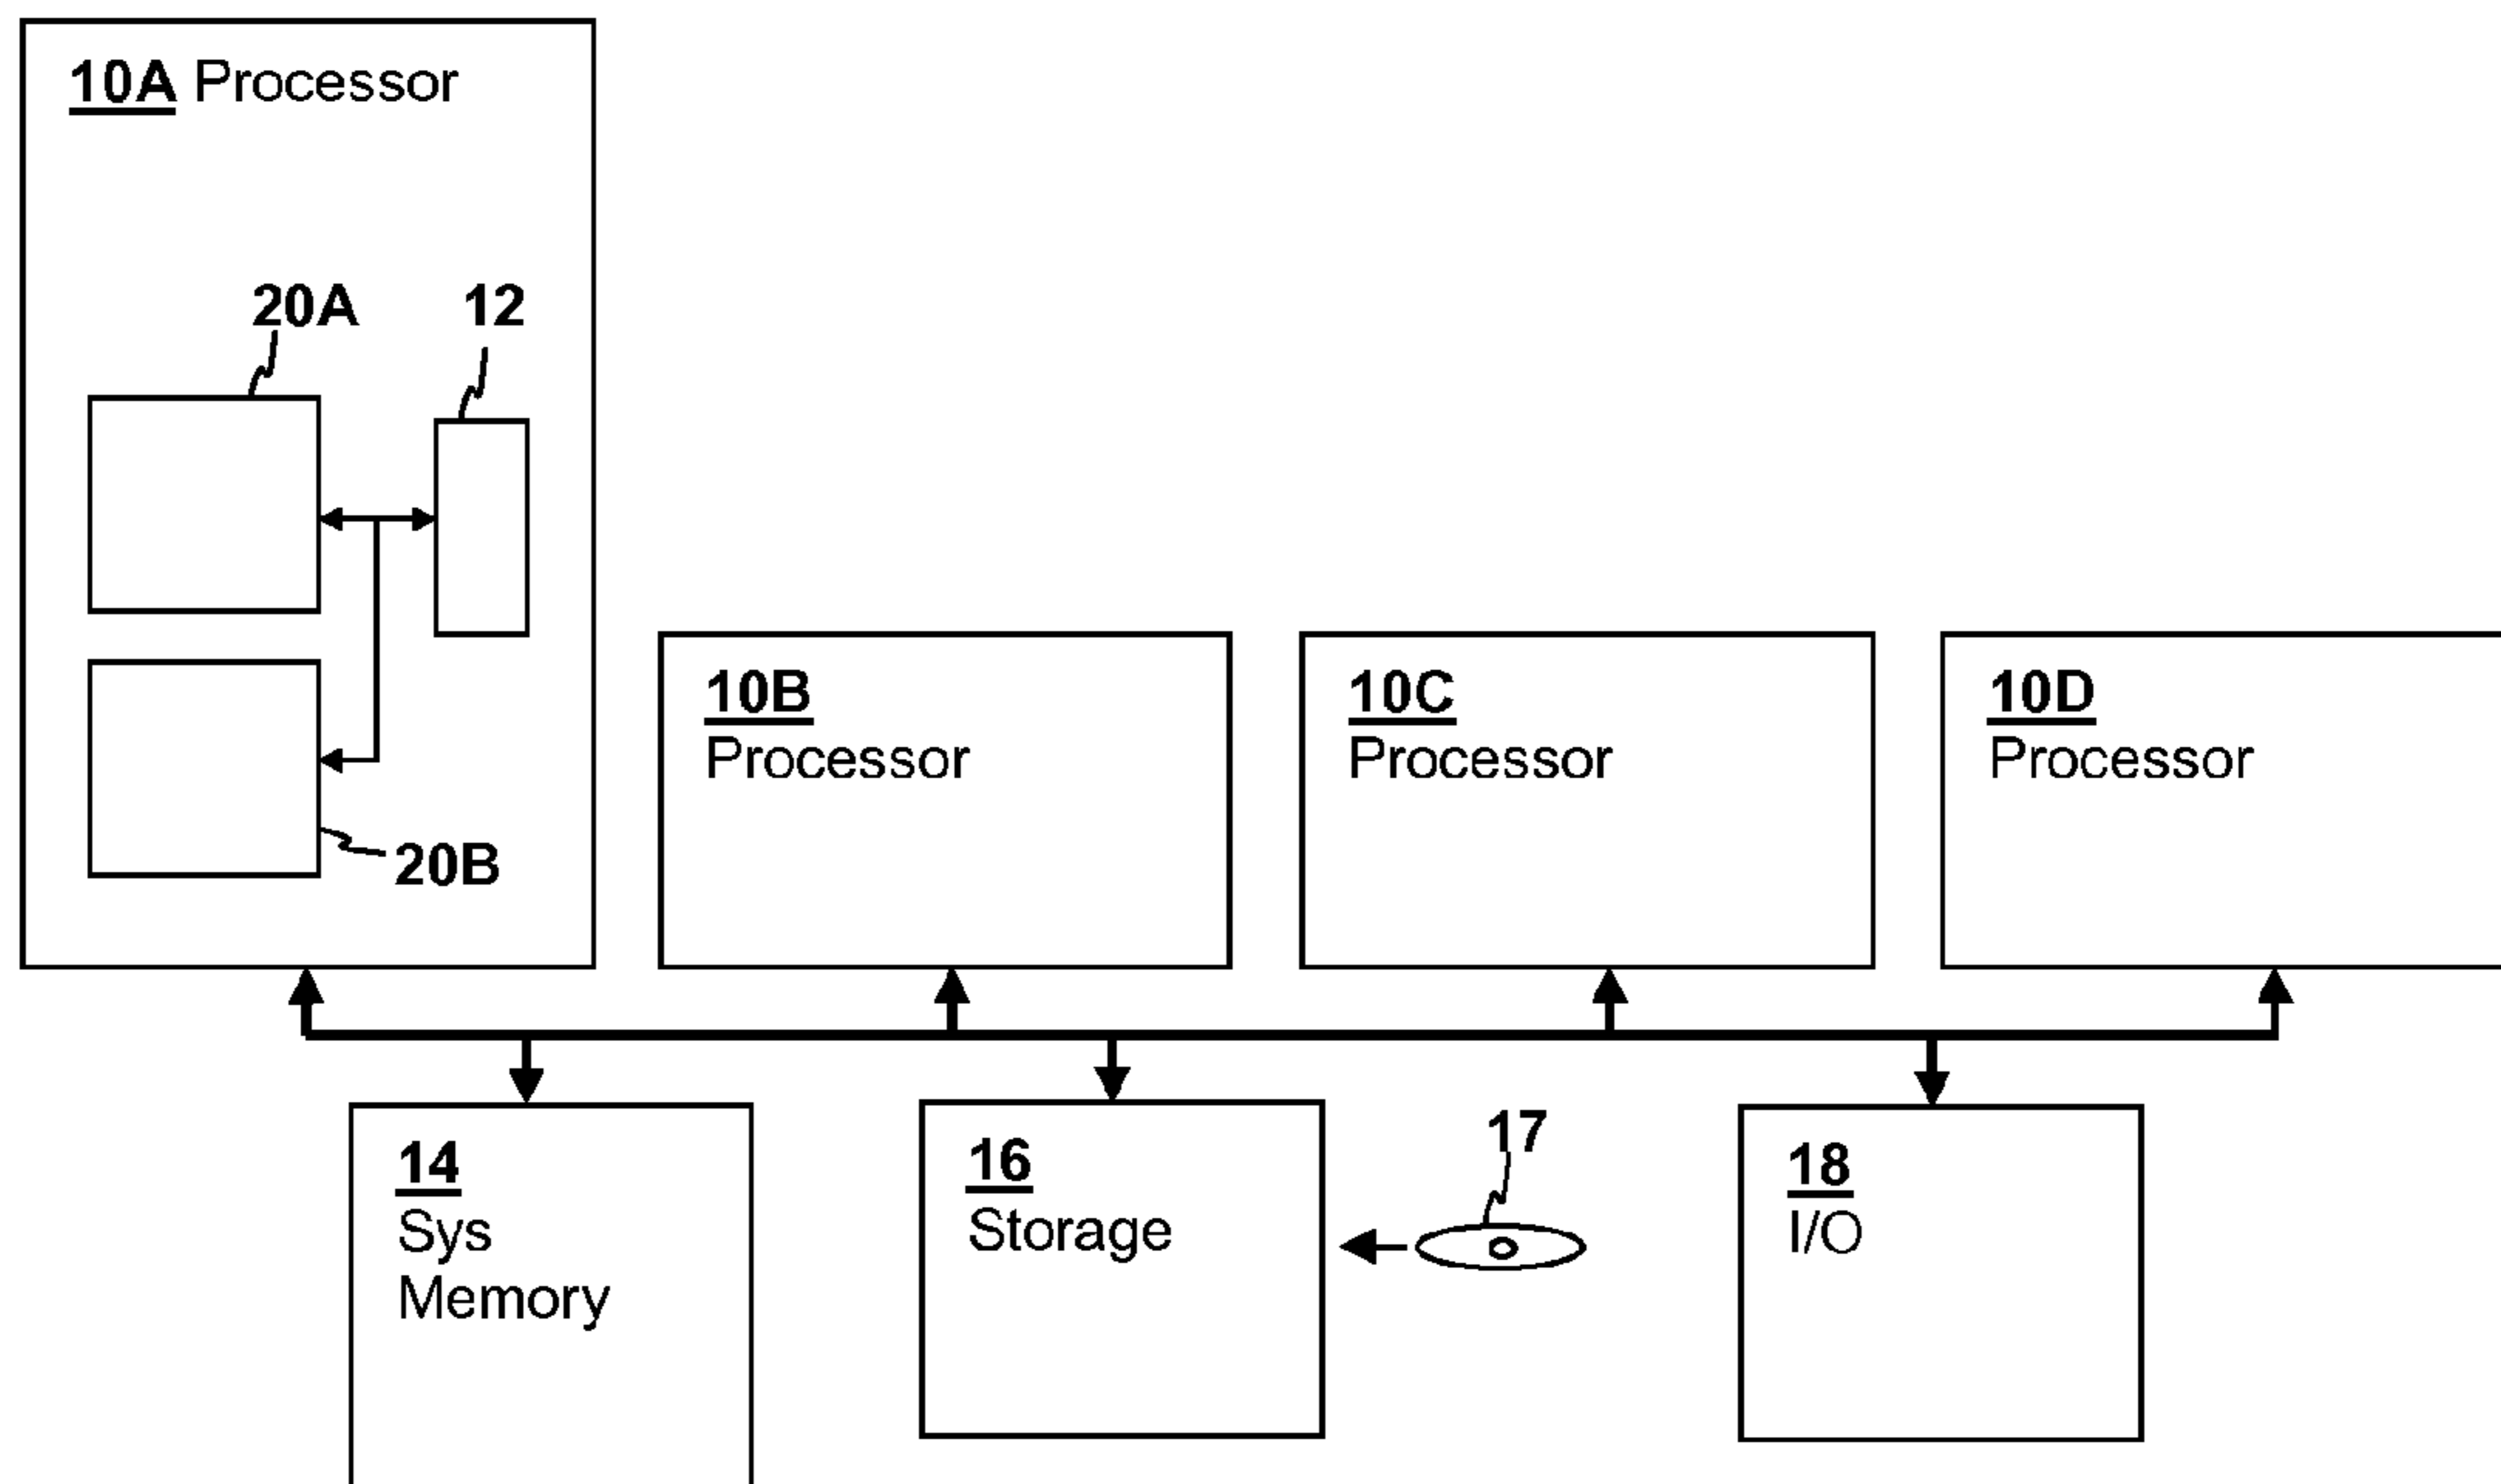 10A Processor
20A
12
20B
10B
Processor
10C
Processor
10D
Processor
14
Sys
Memory
16
Storage
17
18
I/O